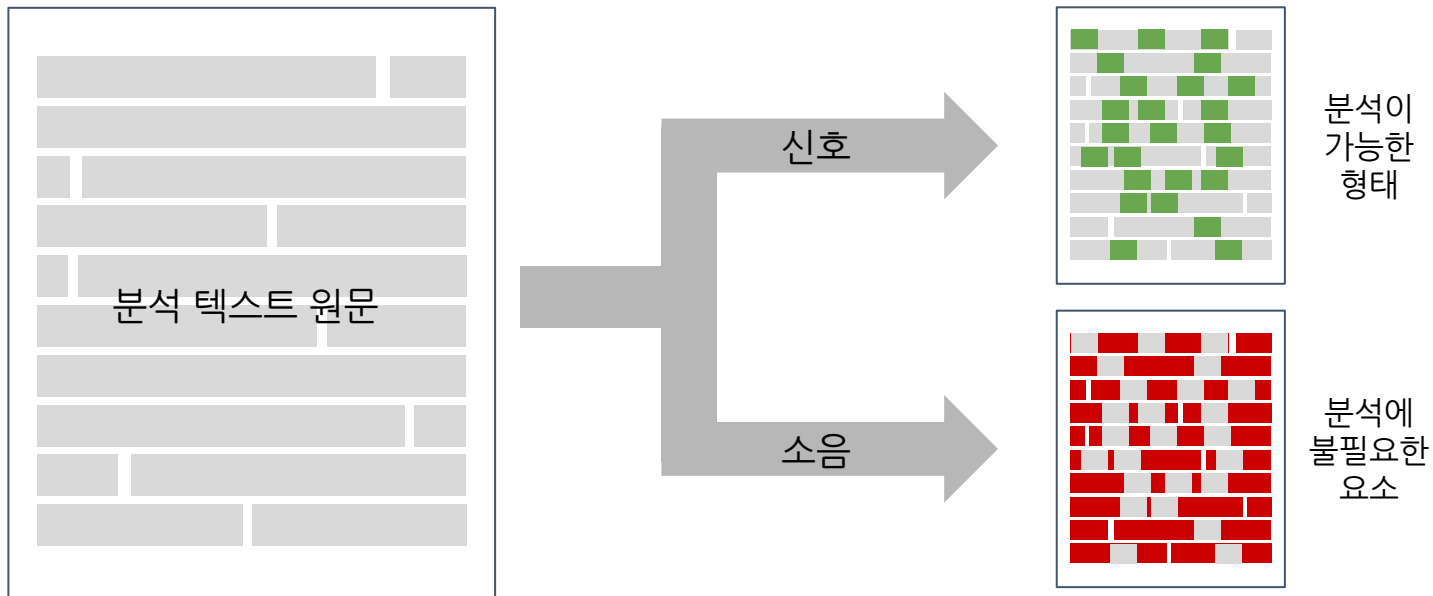 분석 텍스트 원문
신호
분석이
가능한
형태
소음
분석에
불필요한
요소